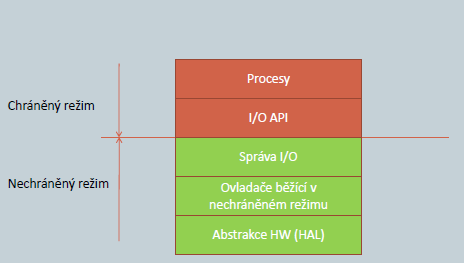 Procesy
Chráněný režim
I/O API
Správa I/O
Nechráněný režim
Ovladače běžící v
nechráněném režimu
Abstrakce HW (HAL)